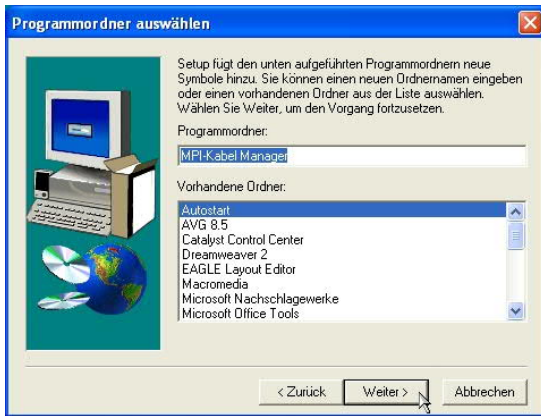 Programmordner auswählen
Setup fügt den unten aufgeführten Programmordnern neue
Symbole hinzu. Sie können einen neuen Ordnernamen eingeben
oder einen vorhandenen Ordner aus der Liste auswählen.
Wählen Sie Weiter, um den Vorgang fortzusetzen.
Programmordner:
MPI-Kabel Manager
Vorhandene Ordner:
Autostart
AVG 8.5
Catalyst Control Center
Dreamweaver 2
EAGLE Layout Editor
Macromedia
Microsoft Nachschlagewerke
Microsoft Office Tools
< Zurück
Weiter >
Abbrechen